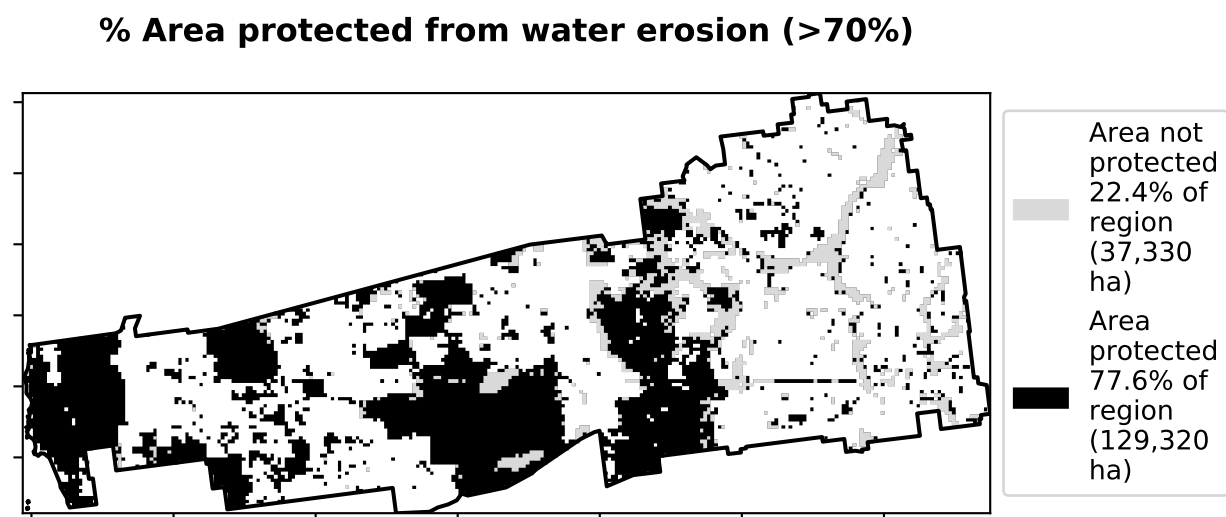 % Area protected from water erosion (>70%)
Area not
protected
22.4% of
region
(37,330
ha)
Area
protected
77.6% of
region
(129,320
ha)